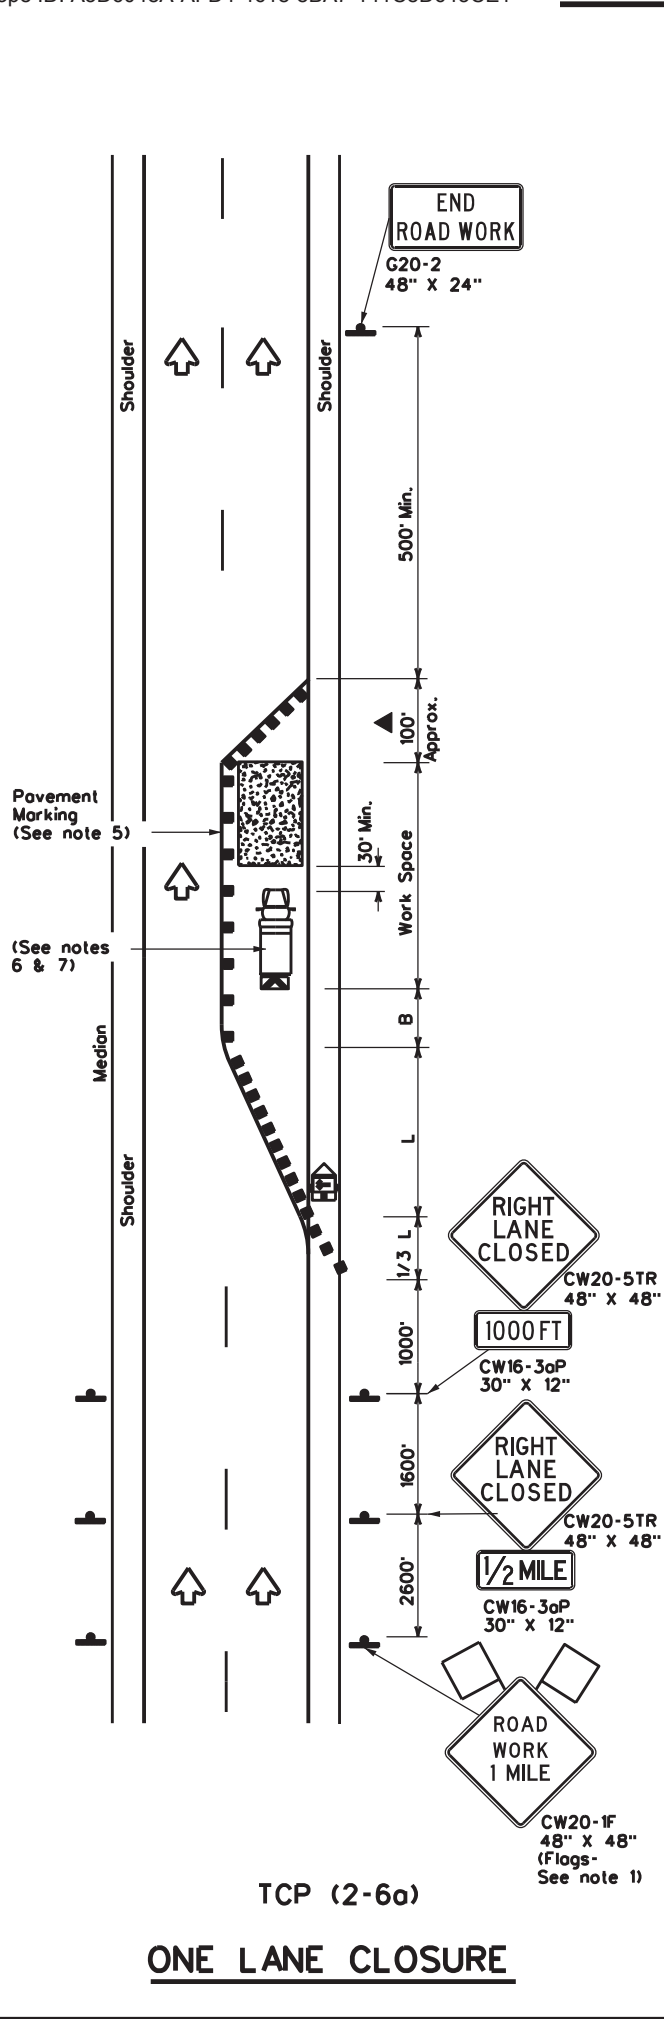 END
ROAD WORK
G20-2
48" X 24"
Shoulder
Shoulder
500' Min.
100'
Approx.
Pavement
Marking
(See note 5)
30' Min.
Work Space
(See notes
6 & 7)
B
Median
L
Shoulder
RIGHT
LANE
CLOSED
1/3 L
CW20-5TR
48" X 48"
1000 FT
1000'
CW16-3aP
30" X 12"
RIGHT
LANE
CLOSED
1600'
CW20-5TR
48" X 48"
1/2 MILE
2600'
CW16-3aP
30" X 12"
ROAD
WORK
1 MILE
CW20-1F
48" X 48"
(Flags-
See note 1)
TCP (2-6a)
ONE LANE CLOSURE